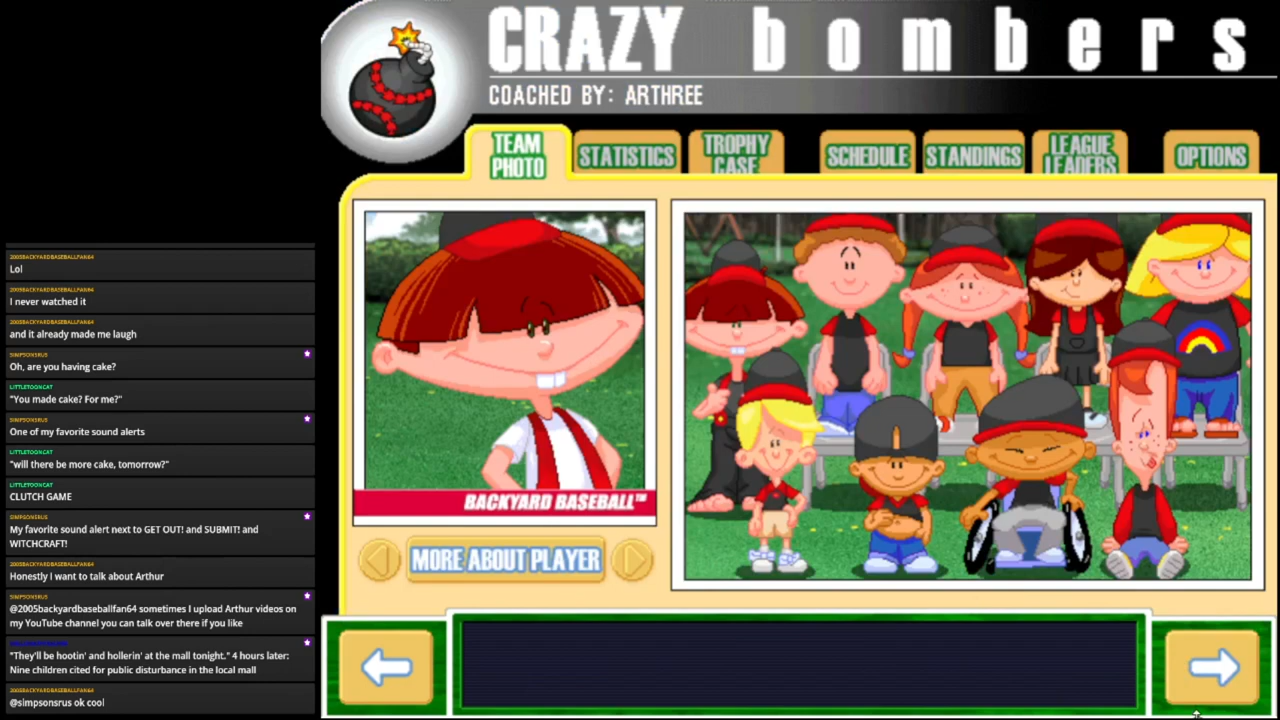 CRAZY bombers
COACHED BY: ARTHREE
TEAM
PHOTO
STATISTICS
TROPHY
CASE
SCHEDULE
STANDINGS
LEAGUE
LEADERS
OPTIONS
BACKYARD BASEBALL™
MORE ABOUT PLAYER
2005BACKYARDBASEBALLFAN64
Lol
2005BACKYARDBASEBALLFAN64
I never watched it
2005BACKYARDBASEBALLFAN64
and it already made me laugh
SIMPSONSRUS
Oh, are you having cake?
LITTLETOONCAT
"You made cake? For me?"
SIMPSONSRUS
One of my favorite sound alerts
LITTLETOONCAT
"will there be more cake, tomorrow?"
LITTLETOONCAT
CLUTCH GAME
SIMPSONSRUS
My favorite sound alert next to GET OUT! and SUBMIT! and
WITCHCRAFT!
2005BACKYARDBASEBALLFAN64
Honestly I want to talk about Arthur
SIMPSONSRUS
@2005backyardbaseballfan64 sometimes I upload Arthur videos on
my YouTube channel you can talk over there if you like
"They'll be hootin' and hollerin' at the mall tonight." 4 hours later:
Nine children cited for public disturbance in the local mall
2005BACKYARDBASEBALLFAN64
@simpsonsrus ok cool